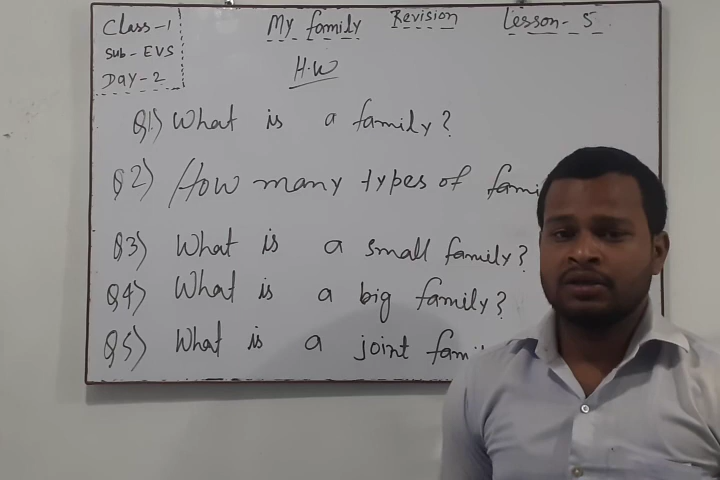 Class-1
Sub- EVS
Day-2
My family Revision Lesson-5
H.W
Q1) What is a family?
Q2) How many types of fami
Q3) What is a small family?
Q4) What is a big family?
Q5) What is a joint fami